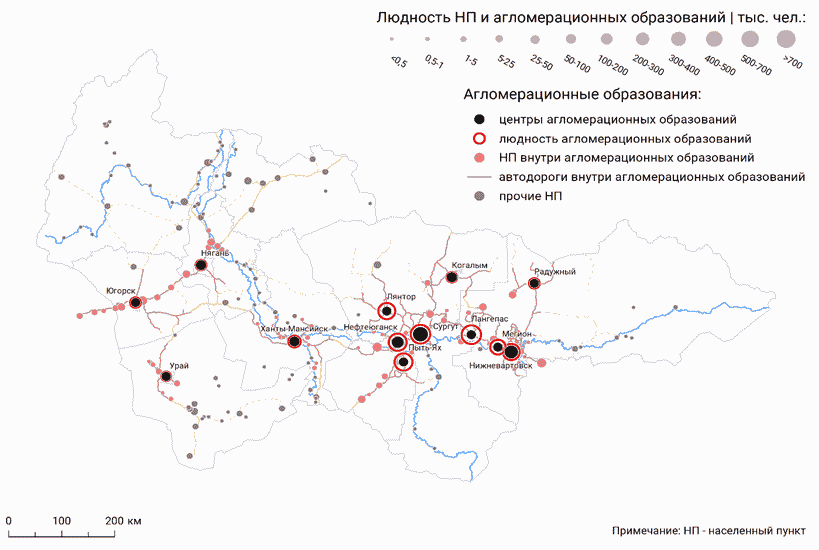 Людность НП и агломерационных образований | тыс. чел.:
<0,5 0,5-1 1-5 5-25 25-50 50-100 100-200 200-300 300-400 400-500 500-700 >700
Агломерационные образования:
центры агломерационных образований
людность агломерационных образований
НП внутри агломерационных образований
автодороги внутри агломерационных образований
прочие НП
Нягань
Когалым
Радужный
Югорск
Лянтор
Ханты-Мансийск
Нефтеюганск
Сургут
Лангепас
Мегион
Пыть-Ях
Урай
Нижневартовск
0 100 200 км
Примечание: НП - населенный пункт